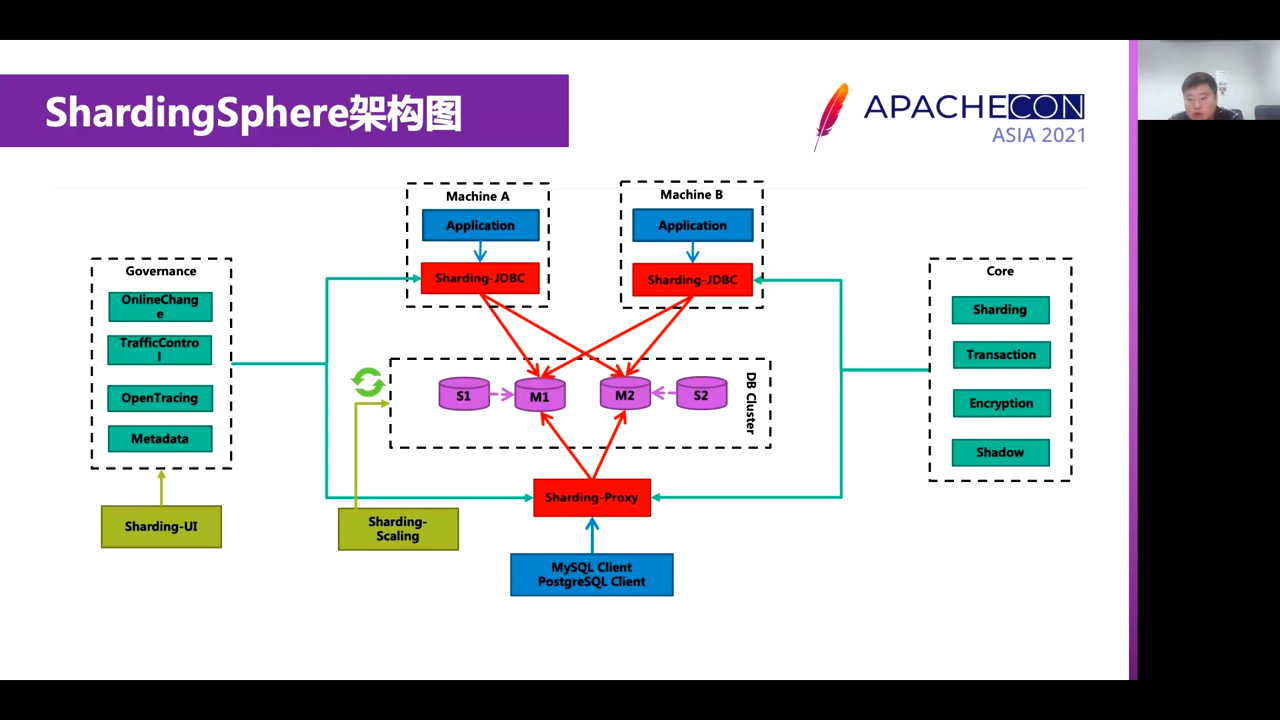 ShardingSphere架构图
APACHECON
ASIA 2021
Machine A
Application
Sharding-JDBC
Machine B
Application
Sharding-JDBC
Governance
OnlineChang
e
TrafficContro
l
OpenTracing
Metadata
Sharding-UI
Core
Sharding
Transaction
Encryption
Shadow
S1
M1
M2
S2
DB Cluster
Sharding-Proxy
Sharding-
Scaling
MySQL Client
PostgreSQL Client